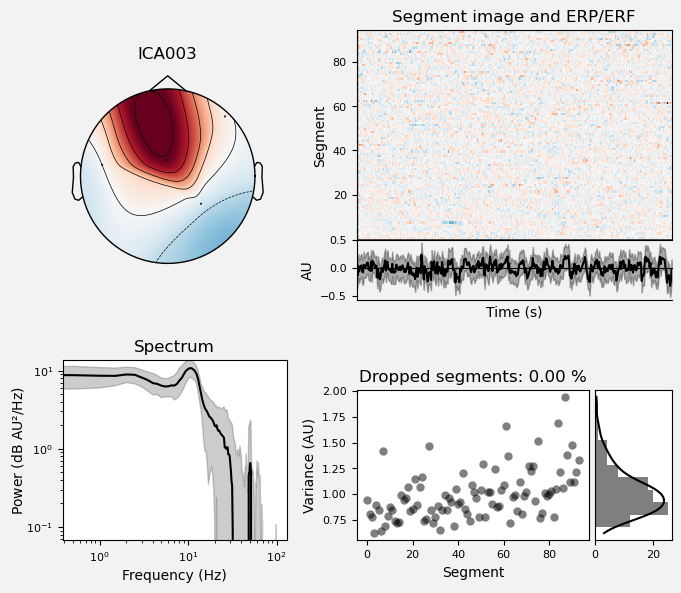 ICA003
Segment image and ERP/ERF
Segment
80
60
40
20
AU
0.5
0.0
−0.5
Time (s)
Spectrum
Power (dB AU²/Hz)
10¹
10⁰
10⁻¹
10⁰ 10¹ 10²
Frequency (Hz)
Dropped segments: 0.00 %
Variance (AU)
2.00
1.75
1.50
1.25
1.00
0.75
0 20 40 60 80
Segment
0 20